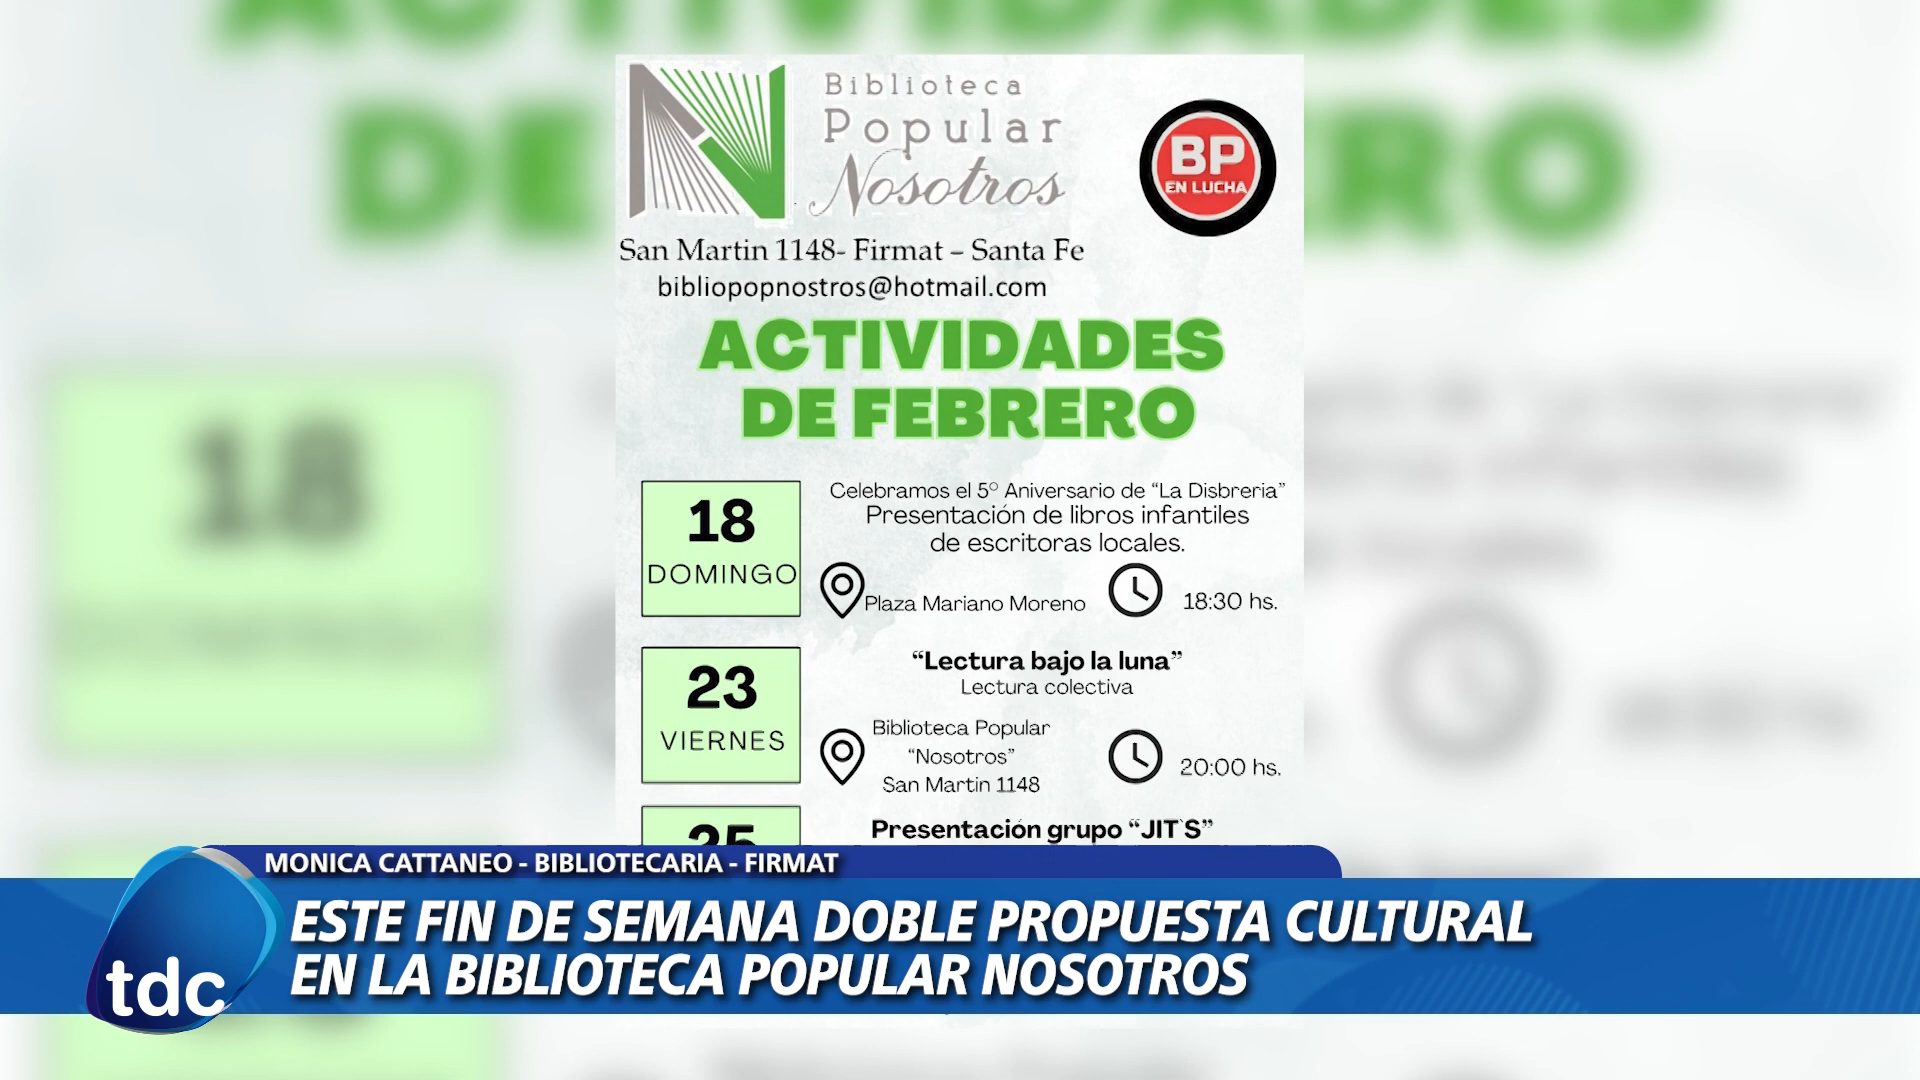 Biblioteca
Popular
Nosotros
BP
EN LUCHA
San Martin 1148- Firmat – Santa Fe
bibliopopnostros@hotmail.com
ACTIVIDADES
DE FEBRERO
18
DOMINGO
Celebramos el 5º Aniversario de “La Disbreria”
Presentación de libros infantiles
de escritoras locales.
Plaza Mariano Moreno
18:30 hs.
23
VIERNES
“Lectura bajo la luna”
Lectura colectiva
Biblioteca Popular
“Nosotros”
San Martin 1148
20:00 hs.
25
Presentación grupo “JIT`S”
MONICA CATTANEO - BIBLIOTECARIA - FIRMAT
ESTE FIN DE SEMANA DOBLE PROPUESTA CULTURAL
EN LA BIBLIOTECA POPULAR NOSOTROS
tdc